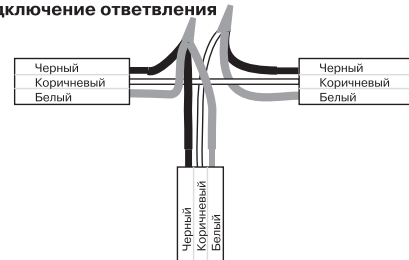 дключение ответвления
Черный
Коричневый
Белый
Черный
Коричневый
Белый
Черный
Коричневый
Белый